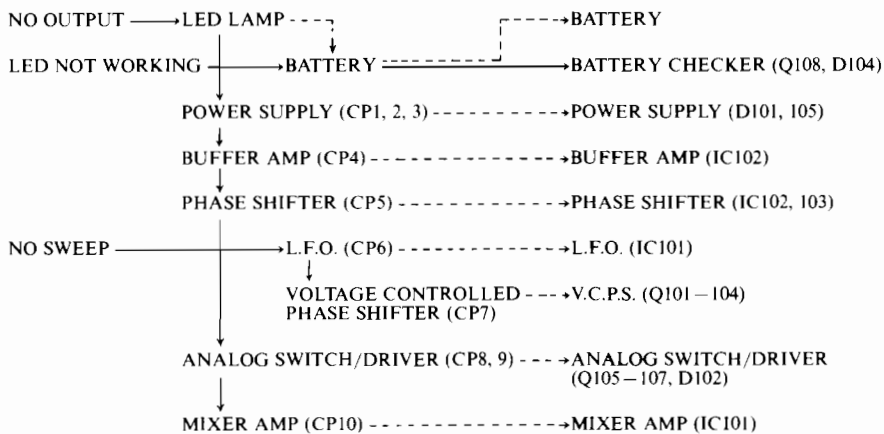 NO OUTPUT LED LAMP BATTERY
LED NOT WORKING BATTERY BATTERY CHECKER (Q108, D104)
POWER SUPPLY (CP1, 2, 3) POWER SUPPLY (D101, 105)
BUFFER AMP (CP4) BUFFER AMP (IC102)
PHASE SHIFTER (CP5) PHASE SHIFTER (IC102, 103)
NO SWEEP L.F.O. (CP6) L.F.O. (IC101)
VOLTAGE CONTROLLED V.C.P.S. (Q101–104)
PHASE SHIFTER (CP7)
ANALOG SWITCH/DRIVER (CP8, 9) ANALOG SWITCH/DRIVER
(Q105–107, D102)
MIXER AMP (CP10) MIXER AMP (IC101)